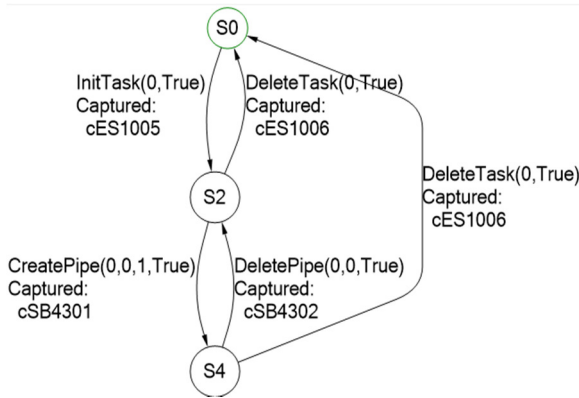 S0
InitTask(0,True)
Captured:
cES1005
DeleteTask(0,True)
Captured:
cES1006
DeleteTask(0,True)
Captured:
cES1006
S2
CreatePipe(0,0,1,True)
Captured:
cSB4301
DeletePipe(0,0,True)
Captured:
cSB4302
S4